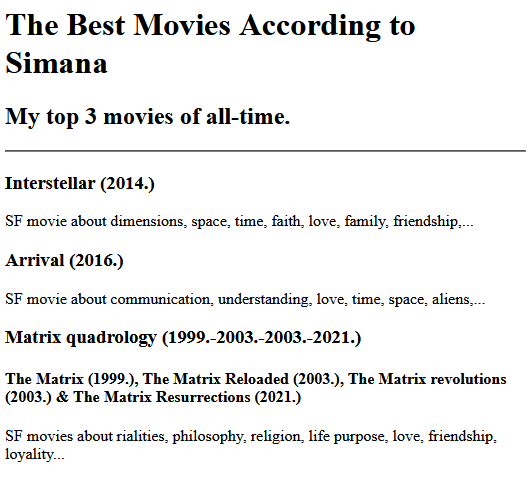 The Best Movies According to
Simana
My top 3 movies of all-time.
Interstellar (2014.)
SF movie about dimensions, space, time, faith, love, family, friendship,...
Arrival (2016.)
SF movie about communication, understanding, love, time, space, aliens,...
Matrix quadrology (1999.-2003.-2003.-2021.)
The Matrix (1999.), The Matrix Reloaded (2003.), The Matrix revolutions
(2003.) & The Matrix Resurrections (2021.)
SF movies about rialities, philosophy, religion, life purpose, love, friendship,
loyality...